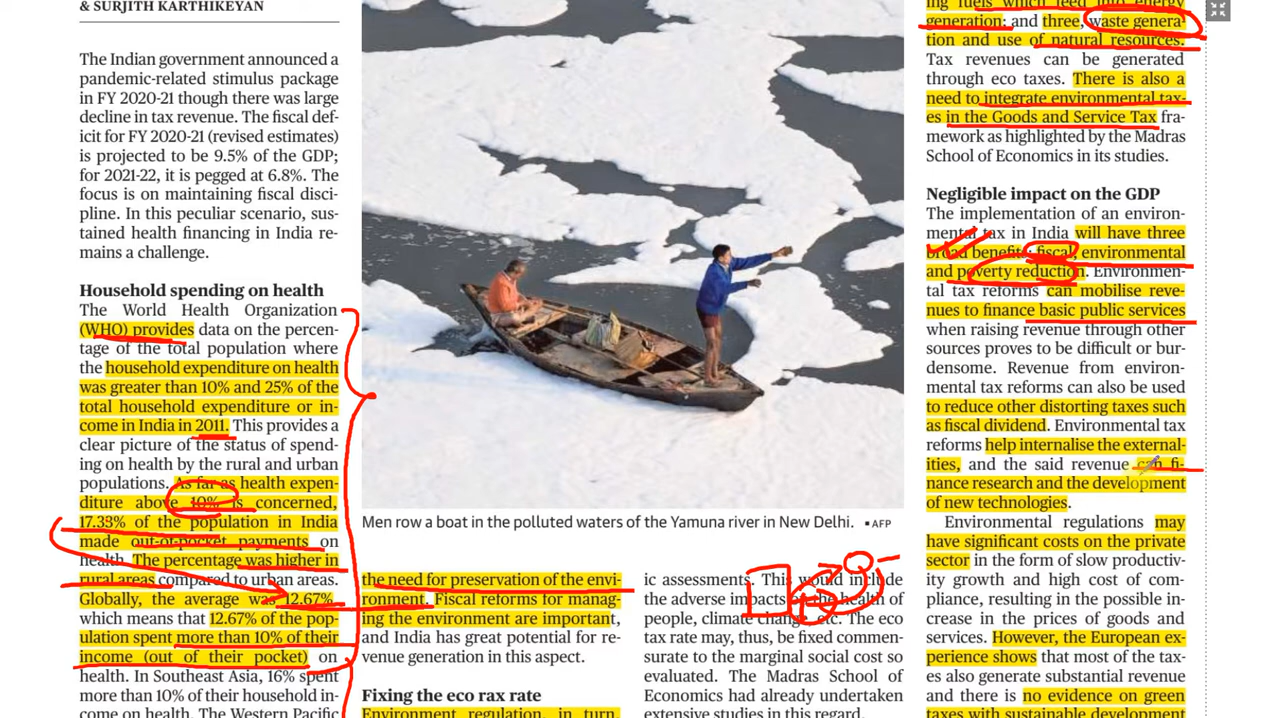 & SURJITH KARTHIKEYAN
The Indian government announced a
pandemic-related stimulus package
in FY 2020-21 though there was large
decline in tax revenue. The fiscal def-
icit for FY 2020-21 (revised estimates)
is projected to be 9.5% of the GDP;
for 2021-22, it is pegged at 6.8%. The
focus is on maintaining fiscal disci-
pline. In this peculiar scenario, sus-
tained health financing in India re-
mains a challenge.
Household spending on health
The World Health Organization
(WHO) provides data on the percen-
tage of the total population where
the household expenditure on health
was greater than 10% and 25% of the
total household expenditure or in-
come in India in 2011. This provides a
clear picture of the status of spend-
ing on health by the rural and urban
populations. As far as health expen-
diture above 10% is concerned,
17.33% of the population in India
made out-of-pocket payments on
health. The percentage was higher in
rural areas compared to urban areas.
Globally, the average was 12.67%,
which means that 12.67% of the pop-
ulation spent more than 10% of their
income (out of their pocket) on
health. In Southeast Asia, 16% spent
more than 10% of their household in-
come on health. The Western Pacific
Men row a boat in the polluted waters of the Yamuna river in New Delhi. ▪ AFP
the need for preservation of the envi-
ronment. Fiscal reforms for manag-
ing the environment are important,
and India has great potential for re-
venue generation in this aspect.
Fixing the eco rax rate
Environment regulation, in turn,
ic assessments. This would include
the adverse impacts on the health of
people, climate change, etc. The eco
tax rate may, thus, be fixed commen-
surate to the marginal social cost so
evaluated. The Madras School of
Economics had already undertaken
extensive studies in this regard.
ing fuels which feed into energy
generation; and three, waste genera-
tion and use of natural resources.
Tax revenues can be generated
through eco taxes. There is also a
need to integrate environmental tax-
es in the Goods and Service Tax fra-
mework as highlighted by the Madras
School of Economics in its studies.
Negligible impact on the GDP
The implementation of an environ-
mental tax in India will have three
broad benefits: fiscal, environmental
and poverty reduction. Environmen-
tal tax reforms can mobilise reve-
nues to finance basic public services
when raising revenue through other
sources proves to be difficult or bur-
densome. Revenue from environ-
mental tax reforms can also be used
to reduce other distorting taxes such
as fiscal dividend. Environmental tax
reforms help internalise the external-
ities, and the said revenue can fi-
nance research and the development
of new technologies.
Environmental regulations may
have significant costs on the private
sector in the form of slow productiv-
ity growth and high cost of com-
pliance, resulting in the possible in-
crease in the prices of goods and
services. However, the European ex-
perience shows that most of the tax-
es also generate substantial revenue
and there is no evidence on green
taxes with sustainable development